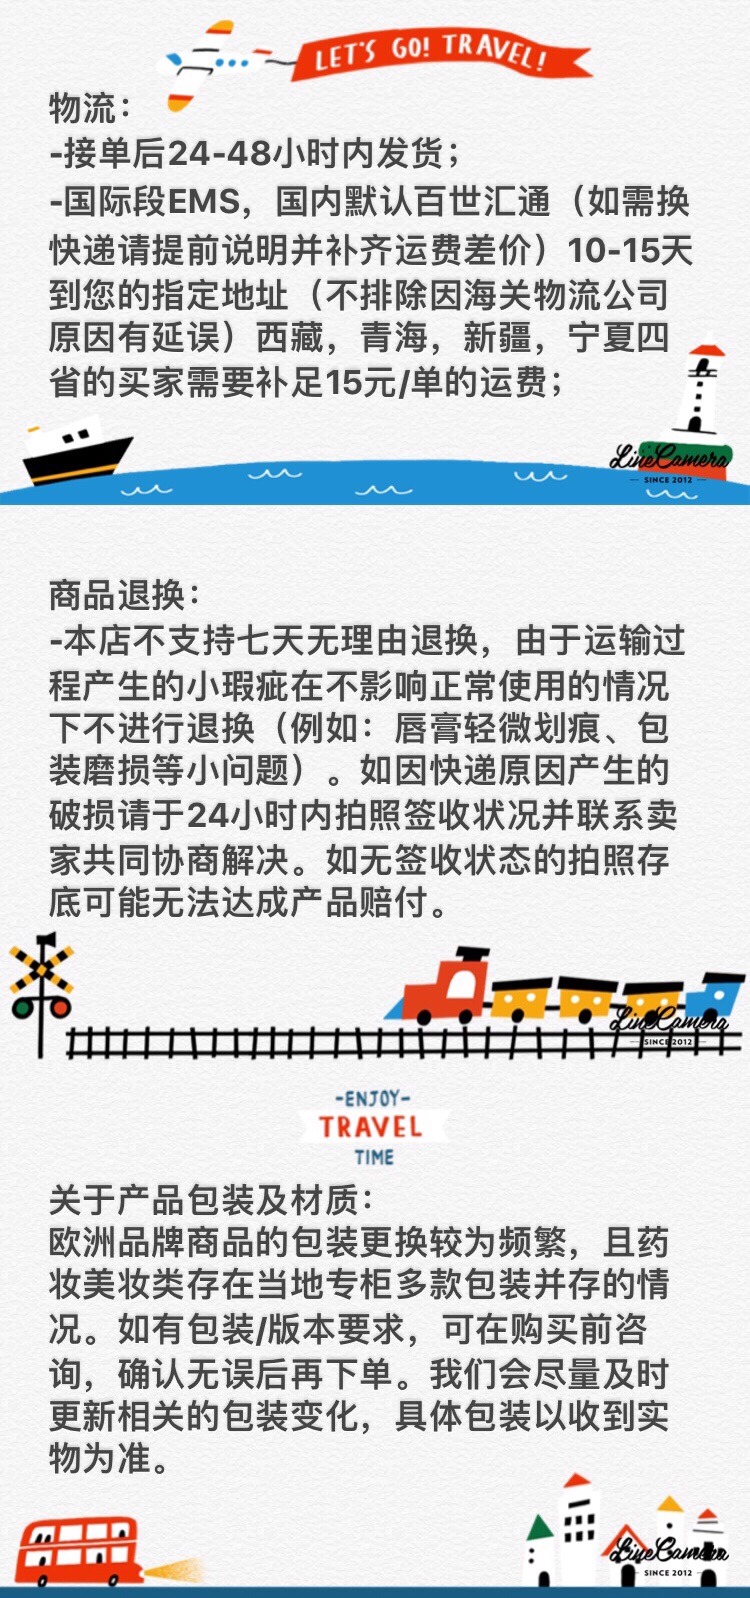 LET'S GO! TRAVEL!
物流：
-接单后24-48小时内发货；
-国际段EMS，国内默认百世汇通（如需换
快递请提前说明并补齐运费差价）10-15天
到您的指定地址（不排除因海关物流公司
原因有延误）西藏，青海，新疆，宁夏四
省的买家需要补足15元/单的运费；
LineCamera
SINCE 2012
商品退换：
-本店不支持七天无理由退换，由于运输过
程产生的小瑕疵在不影响正常使用的情况
下不进行退换（例如：唇膏轻微划痕、包
装磨损等小问题）。如因快递原因产生的
破损请于24小时内拍照签收状况并联系卖
家共同协商解决。如无签收状态的拍照存
底可能无法达成产品赔付。
LineCamera
SINCE 2012
-ENJOY-
TRAVEL
TIME
关于产品包装及材质：
欧洲品牌商品的包装更换较为频繁，且药
妆美妆类存在当地专柜多款包装并存的情
况。如有包装/版本要求，可在购买前咨
询，确认无误后再下单。我们会尽量及时
更新相关的包装变化，具体包装以收到实
物为准。
LineCamera
SINCE 2012